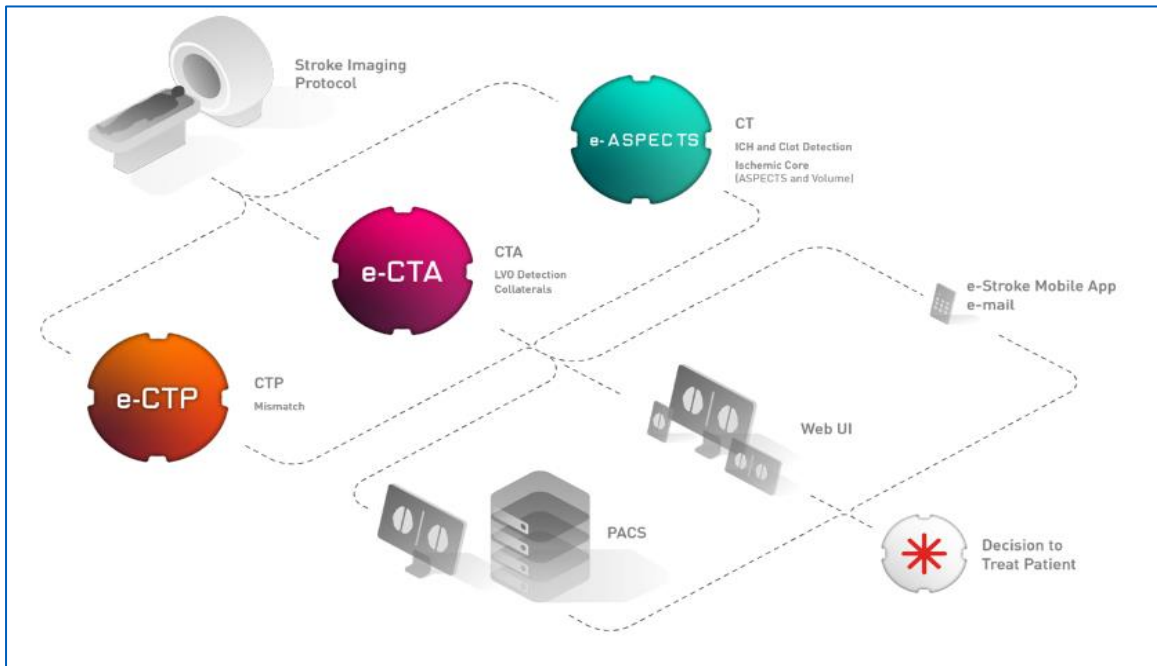 Stroke Imaging
Protocol
e-ASPECTS
CT
ICH and Clot Detection
Ischemic Core
(ASPECTS and Volume)
e-CTA
CTA
LVO Detection
Collaterals
e-Stroke Mobile App
e-mail
e-CTP
CTP
Mismatch
Web UI
PACS
Decision to
Treat Patient